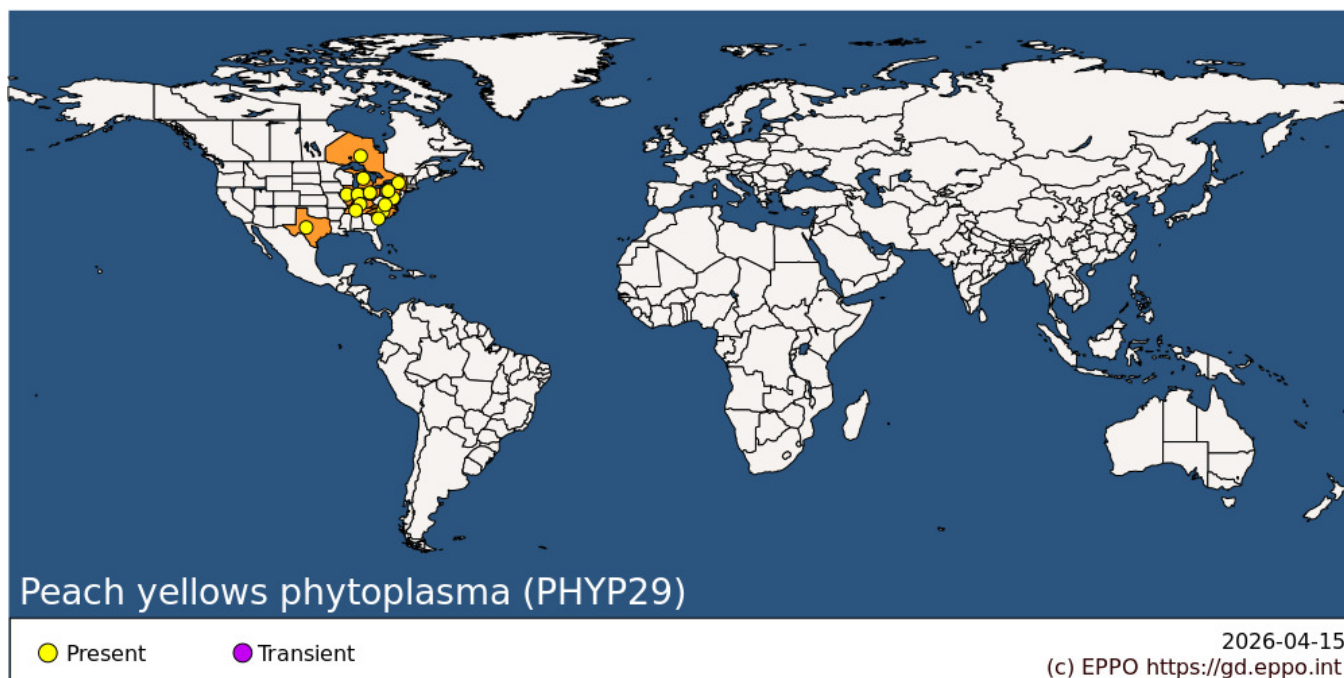 Peach yellows phytoplasma (PHYP29)
Present
Transient
2026-04-15
(c) EPPO https://gd.eppo.int